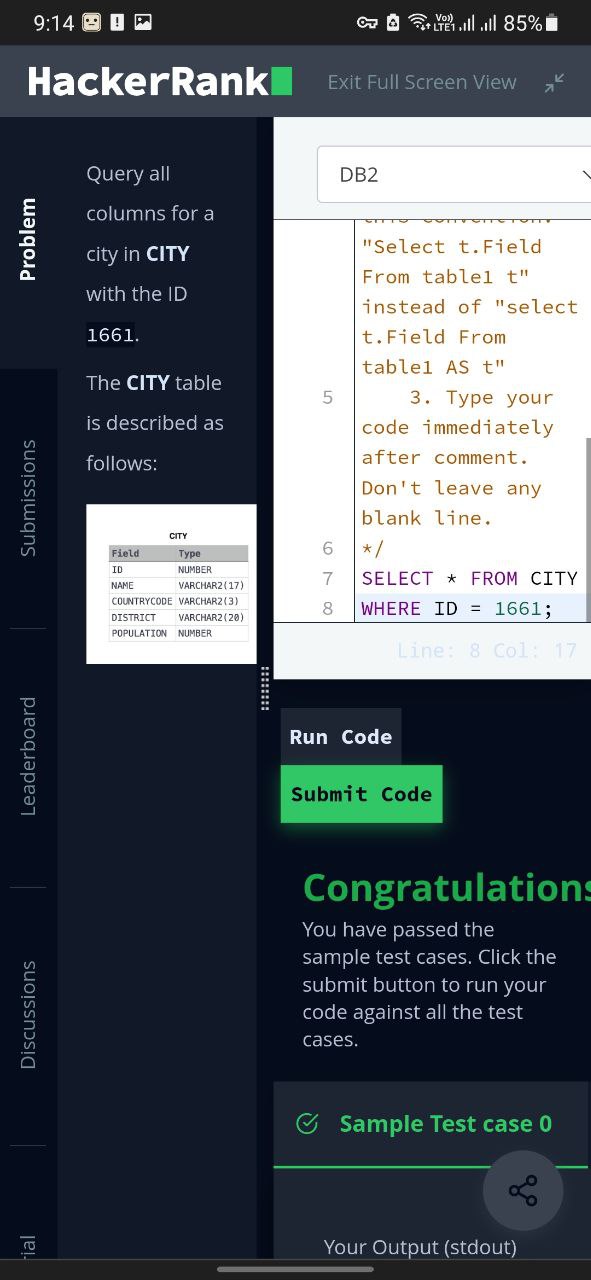 9:14
Vo)) LTE1 85%
HackerRank
Exit Full Screen View
Problem
Submissions
Leaderboard
Discussions
rial
Query all
columns for a
city in CITY
with the ID
1661.
The CITY table
is described as
follows:
CITY
Field Type
ID NUMBER
NAME VARCHAR2(17)
COUNTRYCODE VARCHAR2(3)
DISTRICT VARCHAR2(20)
POPULATION NUMBER
DB2
this convention:
"Select t.Field
From table1 t"
instead of "select
t.Field From
table1 AS t"
5 3. Type your
code immediately
after comment.
Don't leave any
blank line.
6 */
7 SELECT * FROM CITY
8 WHERE ID = 1661;
Line: 8 Col: 17
Run Code
Submit Code
Congratulations
You have passed the
sample test cases. Click the
submit button to run your
code against all the test
cases.
Sample Test case 0
Your Output (stdout)